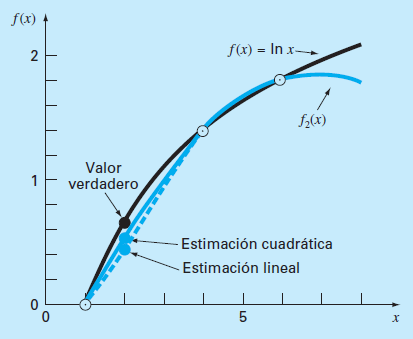 f(x)
2
f(x) = ln x
f₂(x)
Valor
verdadero
1
Estimación cuadrática
Estimación lineal
0
0
5
x